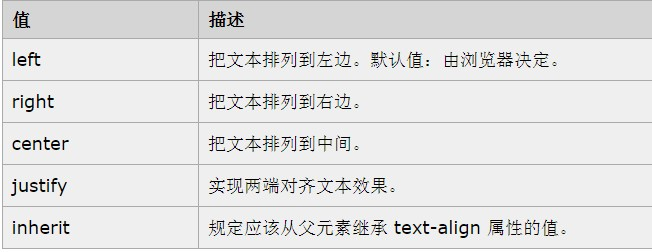 值 描述
left 把文本排列到左边。默认值：由浏览器决定。
right 把文本排列到右边。
center 把文本排列到中间。
justify 实现两端对齐文本效果。
inherit 规定应该从父元素继承 text-align 属性的值。